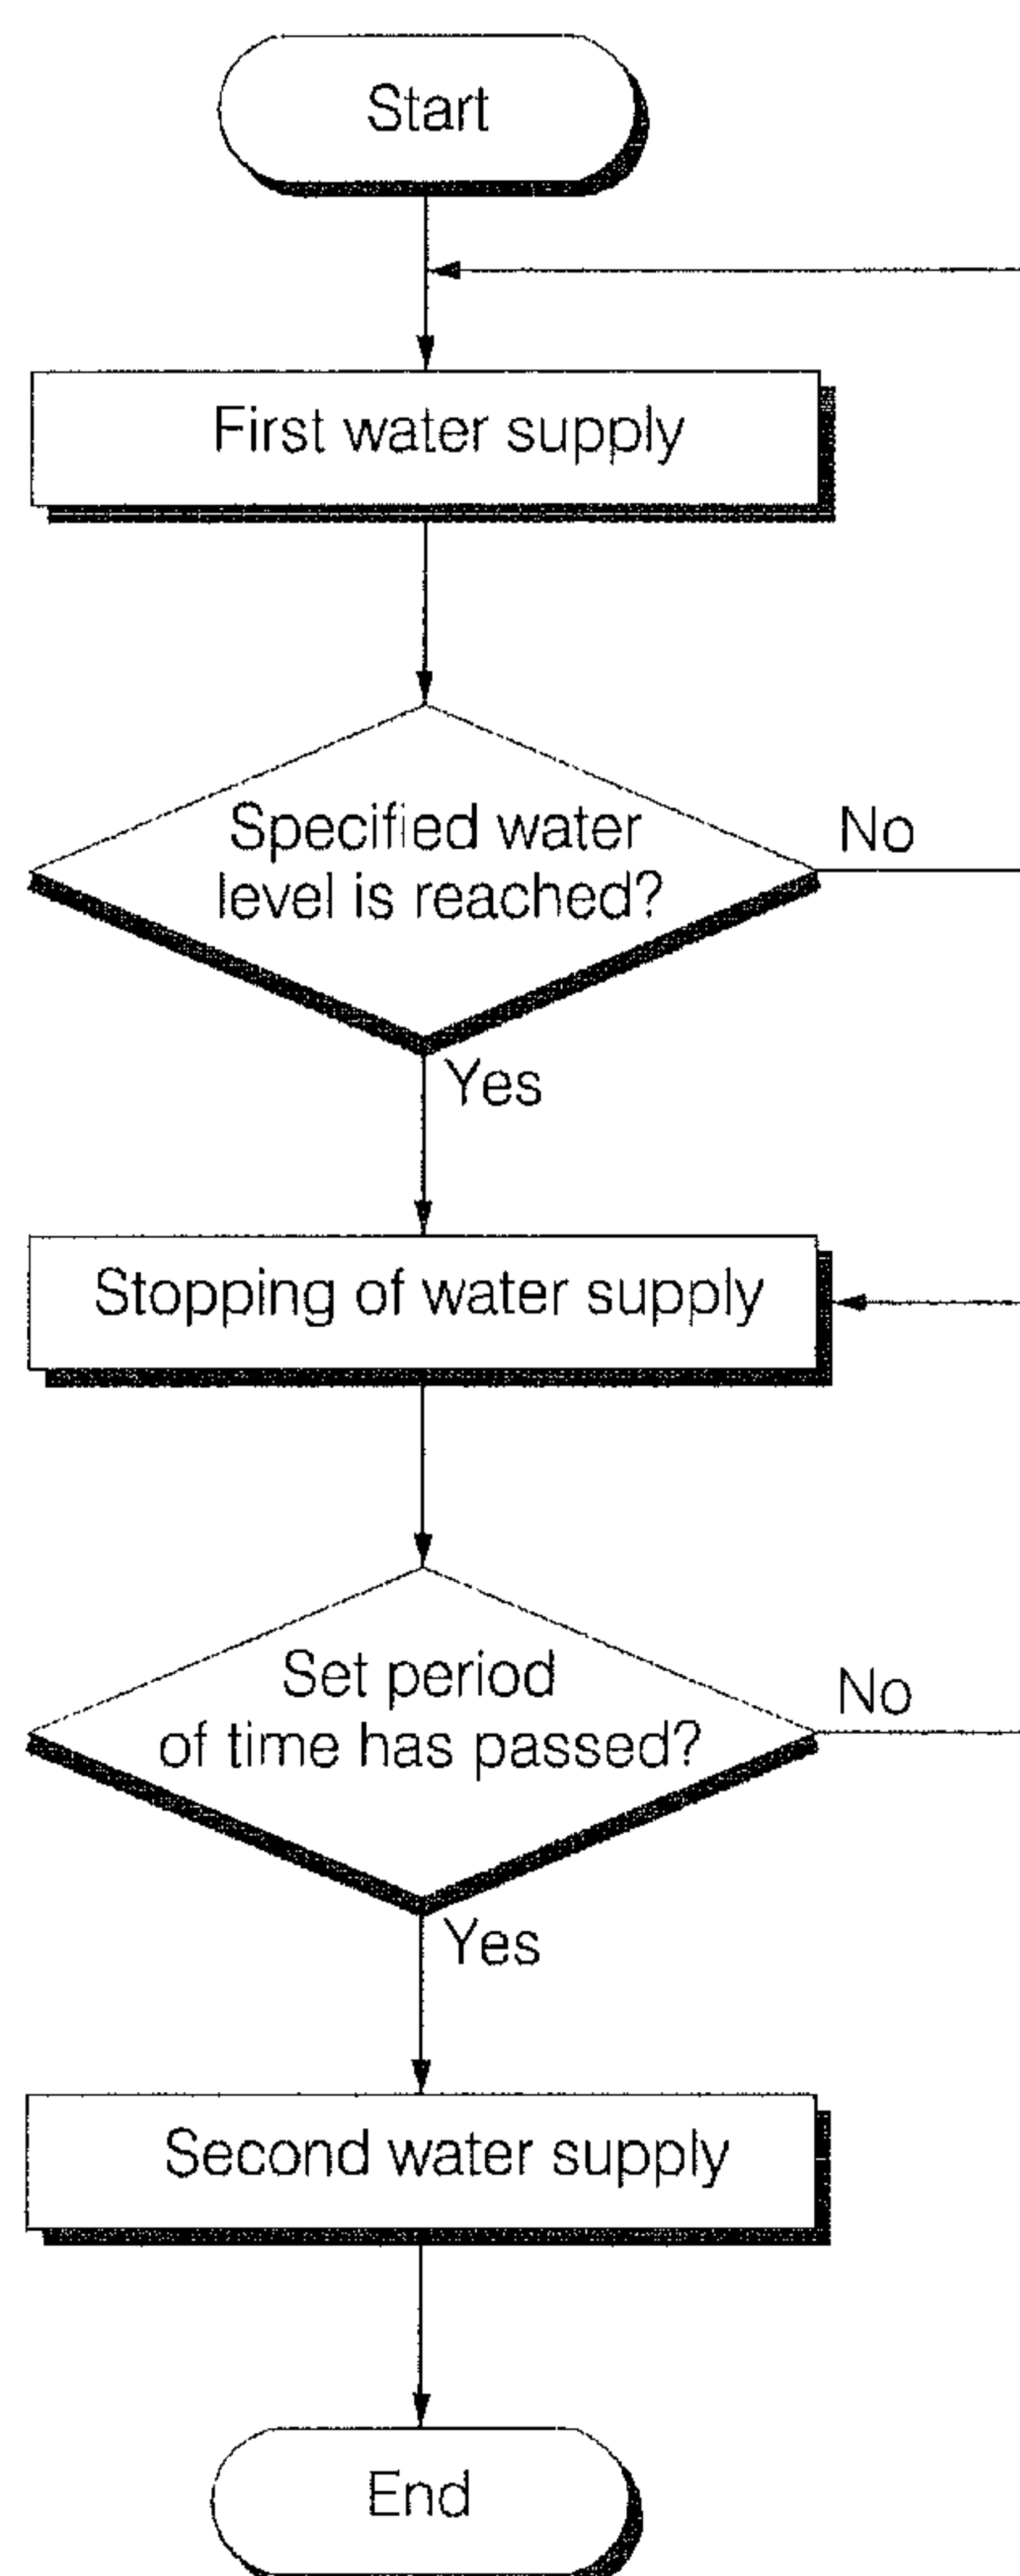 Start
First water supply
Specified water
level is reached?
No
Yes
Stopping of water supply
Set period
of time has passed?
No
Yes
Second water supply
End